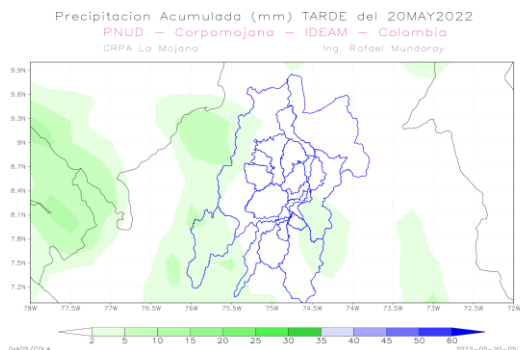 Precipitacion Acumulada (mm) TARDE del 20MAY2022
PNUD – Corpomojana – IDEAM – Colombia
CRPA La Mojana Ing. Rafael Mundaray
9.9N
9.6N
9.3N
9N
8.7N
8.4N
8.1N
7.8N
7.5N
7.2N
78W 77.5W 77W 76.5W 76W 75.5W 75W 74.5W 74W 73.5W 73W 72.5W 72W
2 5 10 15 20 25 30 35 40 45 50 60
GrADS/COLA